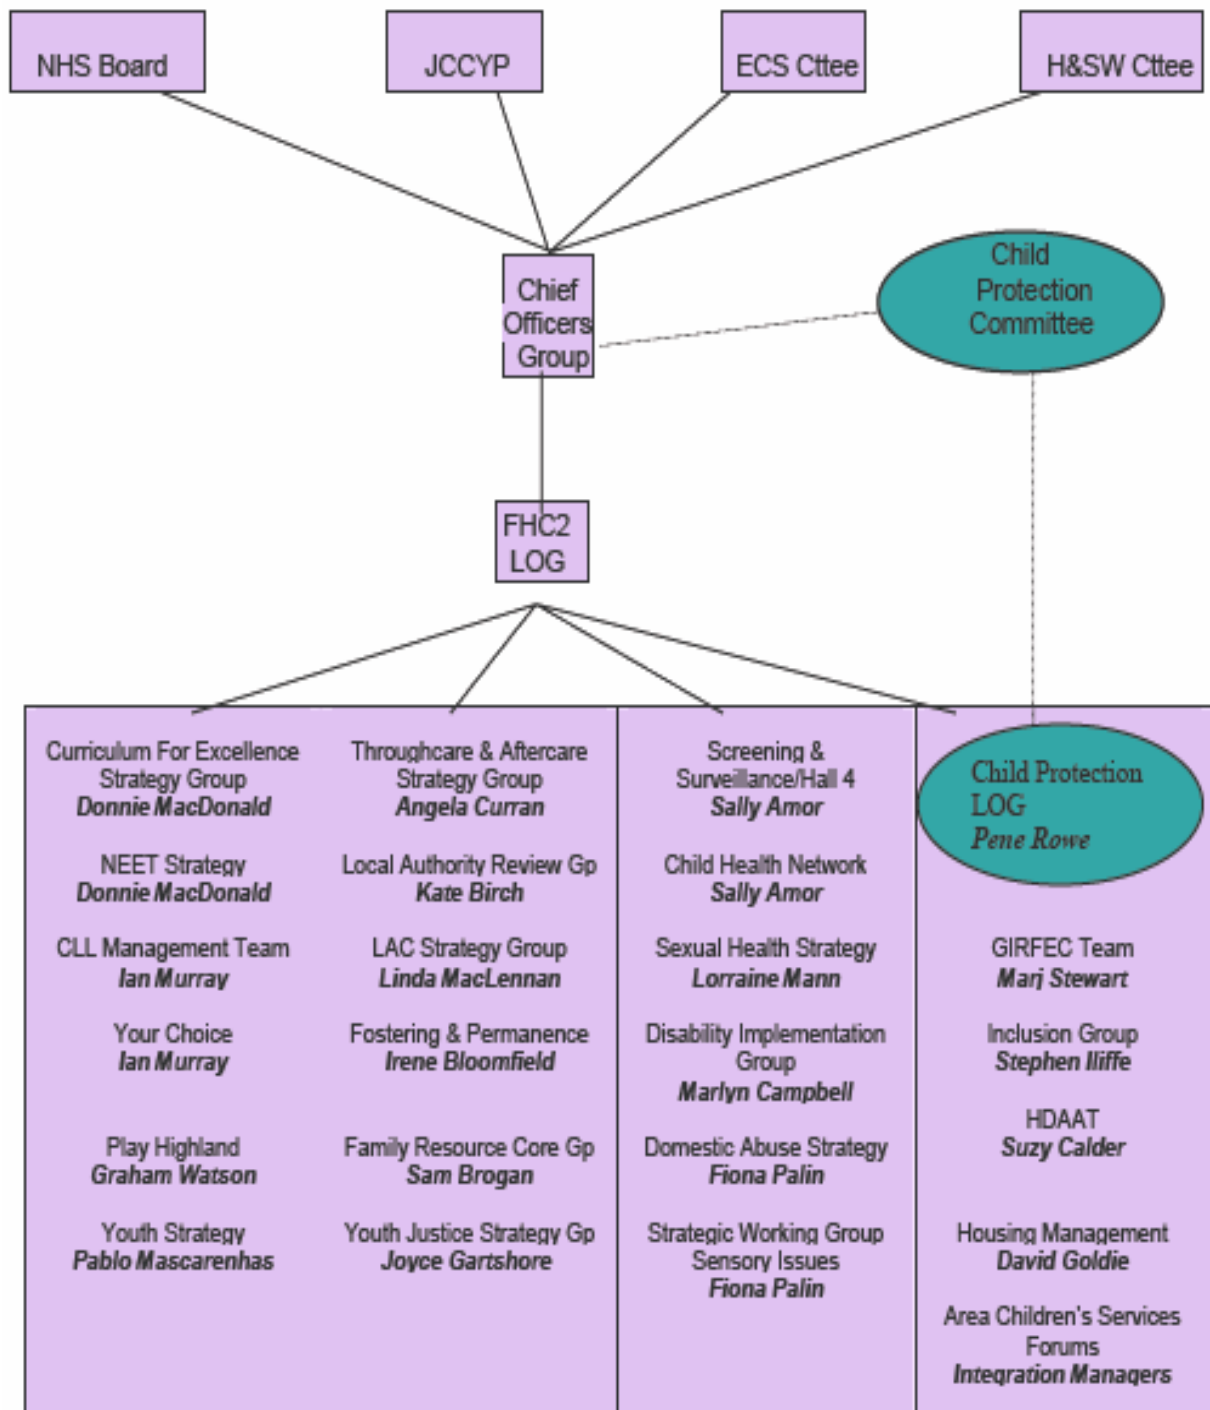 NHS Board
JCCYP
ECS Cttee
H&SW Cttee
Chief
Officers
Group
Child
Protection
Committee
FHC2
LOG
Curriculum For Excellence
Strategy Group
Donnie MacDonald
NEET Strategy
Donnie MacDonald
CLL Management Team
Ian Murray
Your Choice
Ian Murray
Play Highland
Graham Watson
Youth Strategy
Pablo Mascarenhas
Throughcare & Aftercare
Strategy Group
Angela Curran
Local Authority Review Gp
Kate Birch
LAC Strategy Group
Linda MacLennan
Fostering & Permanence
Irene Bloomfield
Family Resource Core Gp
Sam Brogan
Youth Justice Strategy Gp
Joyce Gartshore
Screening &
Surveillance/Hall 4
Sally Amor
Child Health Network
Sally Amor
Sexual Health Strategy
Lorraine Mann
Disability Implementation
Group
Marlyn Campbell
Domestic Abuse Strategy
Fiona Palin
Strategic Working Group
Sensory Issues
Fiona Palin
Child Protection
LOG
Pene Rowe
GIRFEC Team
Marj Stewart
Inclusion Group
Stephen Iliffe
HDAAT
Suzy Calder
Housing Management
David Goldie
Area Children's Services
Forums
Integration Managers